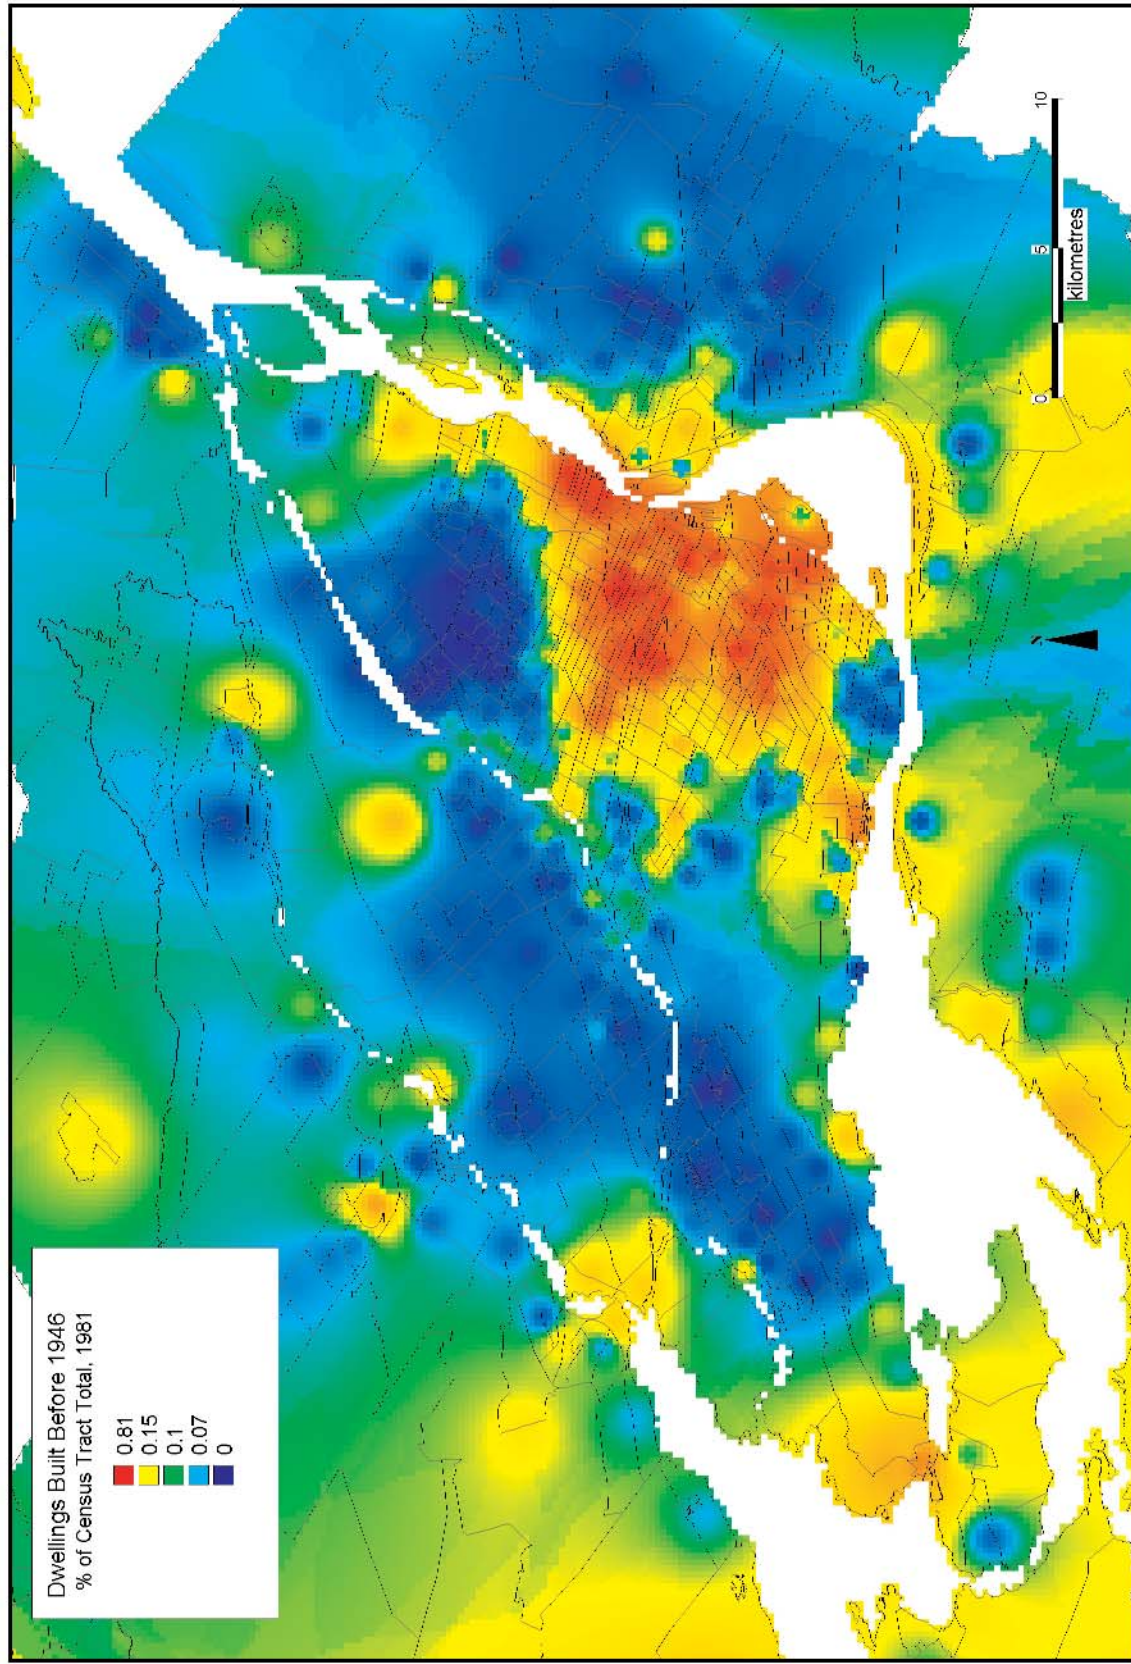 Dwellings Built Before 1946
% of Census Tract Total, 1981
0.81
0.15
0.1
0.07
0
N
0 5 10
kilometres